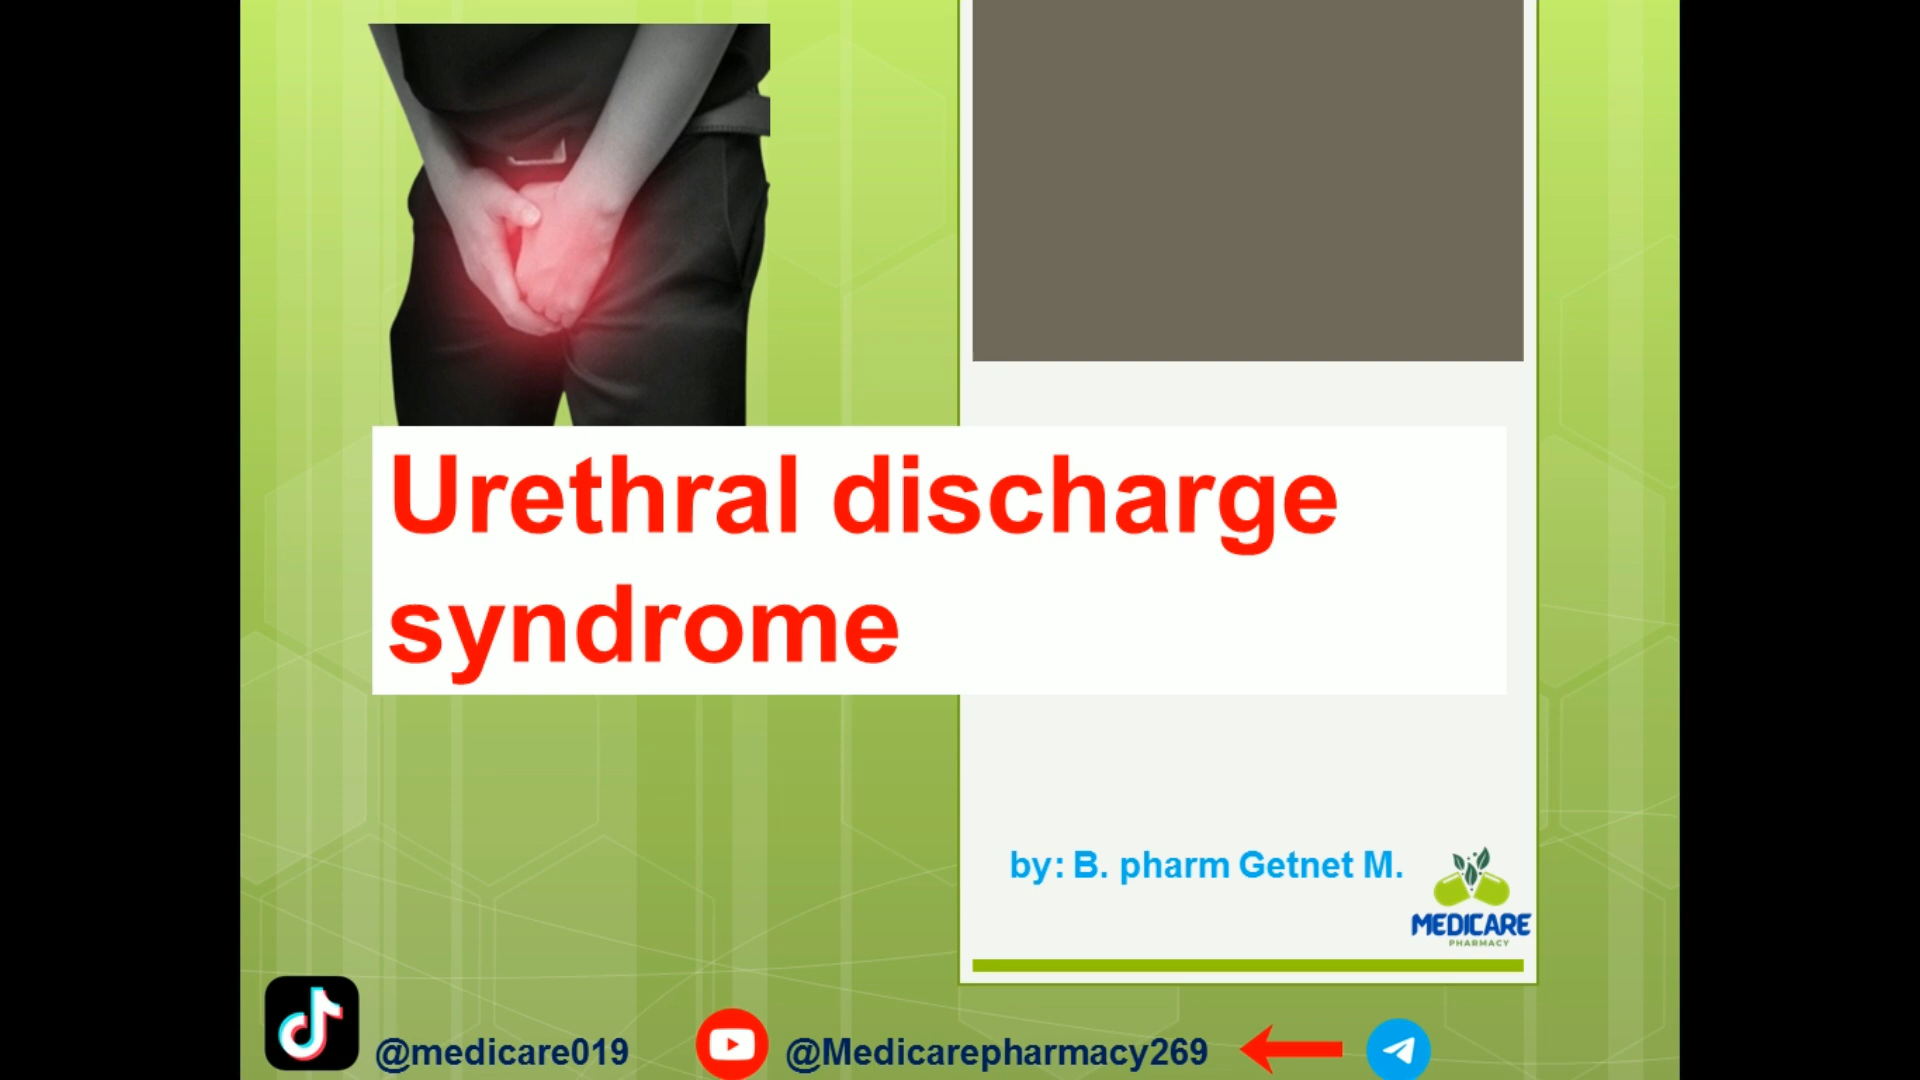 Urethral discharge
syndrome
by: B. pharm Getnet M.
MEDICARE
PHARMACY
@medicare019
@Medicarepharmacy269